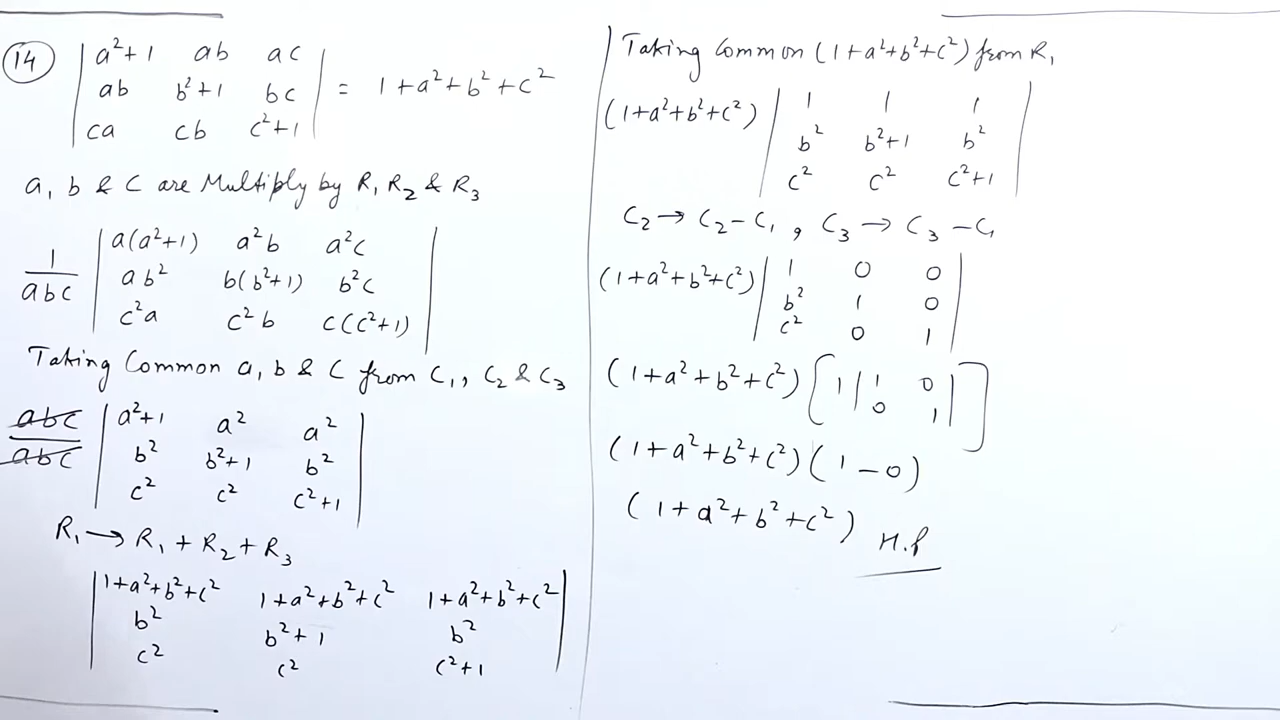 14
a²+1 ab ac
ab b²+1 bc = 1+a²+b²+c²
ca cb c²+1
a, b & c are Multiply by R₁ R₂ & R₃
a(a²+1) a²b a²c
1/abc ab² b(b²+1) b²c
c²a c²b c(c²+1)
Taking Common a, b & c from C₁, C₂ & C₃
a²+1 a² a²
abc/abc b² b²+1 b²
c² c² c²+1
R₁ → R₁ + R₂ + R₃
1+a²+b²+c² 1+a²+b²+c² 1+a²+b²+c²
b² b²+1 b²
c² c² c²+1
Taking Common (1+a²+b²+c²) from R₁
(1+a²+b²+c²) 1 1 1
b² b²+1 b²
c² c² c²+1
C₂ → C₂ - C₁, C₃ → C₃ - C₁
(1+a²+b²+c²) 1 0 0
b² 1 0
c² 0 1
(1+a²+b²+c²) [1 | 1 0 | ]
0 1
(1+a²+b²+c²)(1-0)
(1+a²+b²+c²) H.P